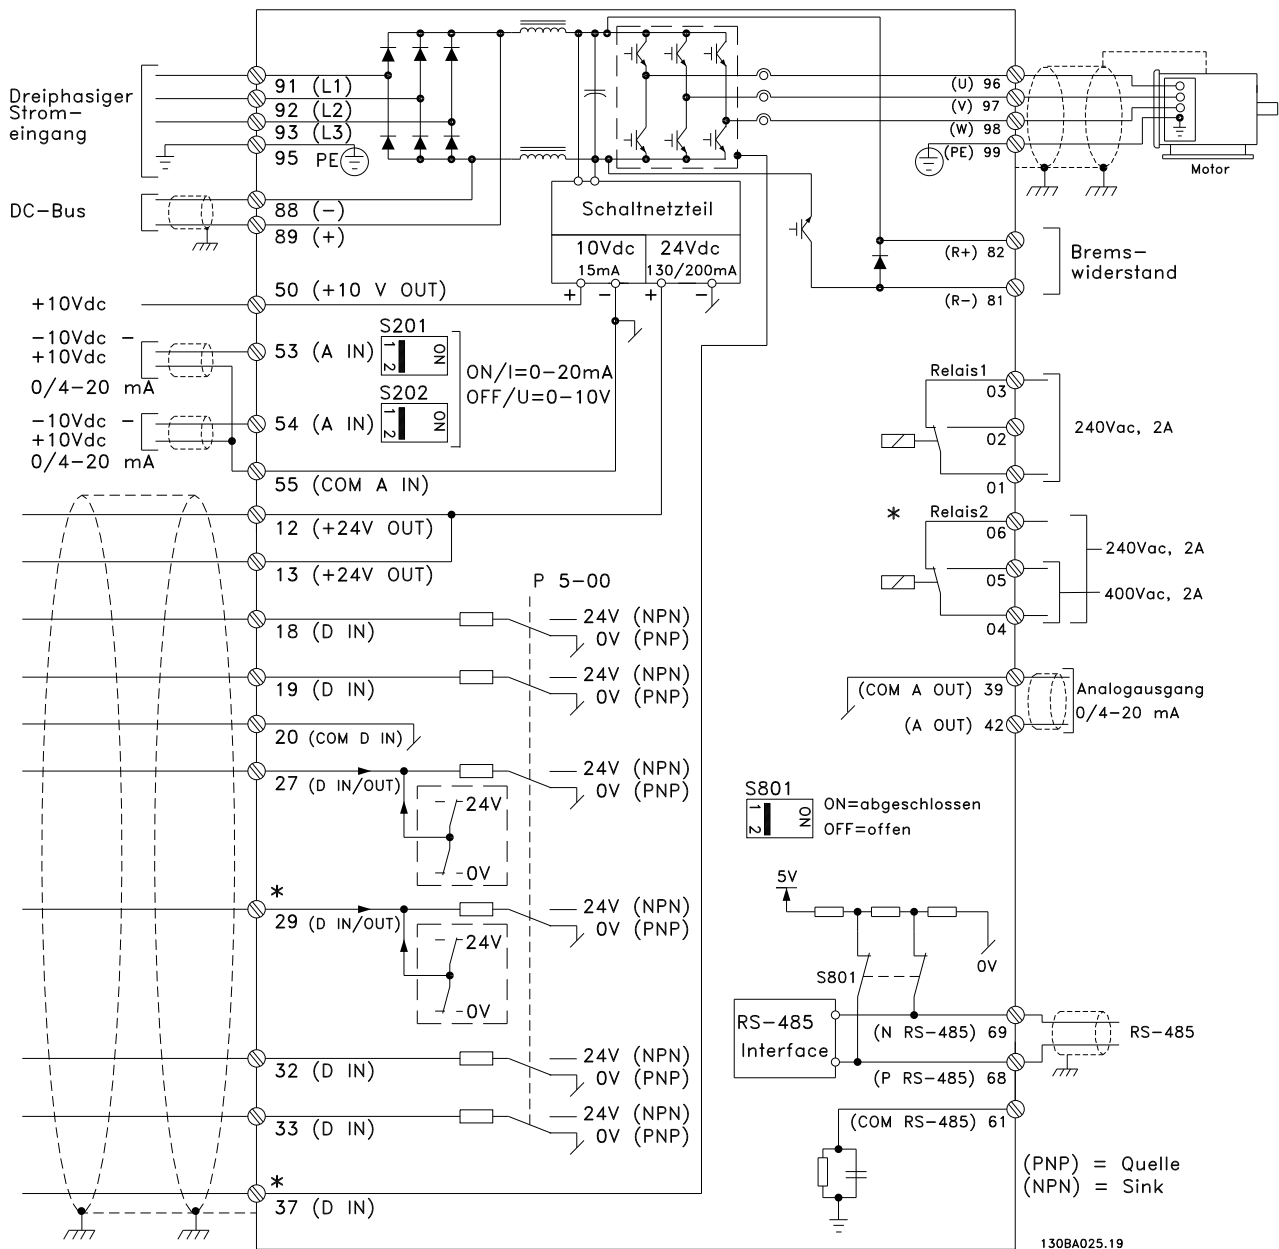 Dreiphasiger
Strom-
eingang
91 (L1)
92 (L2)
93 (L3)
95 PE
DC-Bus
88 (-)
89 (+)
Schaltnetzteil
10Vdc
15mA
24Vdc
130/200mA
+ - + -
(U) 96
(V) 97
(W) 98
(PE) 99
Motor
(R+) 82
(R-) 81
Brems-
widerstand
+10Vdc
50 (+10 V OUT)
-10Vdc -
+10Vdc
0/4-20 mA
53 (A IN)
S201
1 2 ON
-10Vdc -
+10Vdc
0/4-20 mA
54 (A IN)
S202
1 2 ON
ON/I=0-20mA
OFF/U=0-10V
55 (COM A IN)
12 (+24V OUT)
13 (+24V OUT)
P 5-00
18 (D IN)
24V (NPN)
0V (PNP)
19 (D IN)
24V (NPN)
0V (PNP)
20 (COM D IN)
27 (D IN/OUT)
24V (NPN)
0V (PNP)
24V
0V
*
29 (D IN/OUT)
24V (NPN)
0V (PNP)
24V
0V
32 (D IN)
24V (NPN)
0V (PNP)
33 (D IN)
24V (NPN)
0V (PNP)
*
37 (D IN)
Relais1
03
02
01
240Vac, 2A
*
Relais2
06
05
04
240Vac, 2A
400Vac, 2A
(COM A OUT) 39
(A OUT) 42
Analogausgang
0/4-20 mA
S801
1 2 ON
ON=abgeschlossen
OFF=offen
5V
0V
S801
RS-485
Interface
(N RS-485) 69
(P RS-485) 68
RS-485
(COM RS-485) 61
(PNP) = Quelle
(NPN) = Sink
130BA025.19